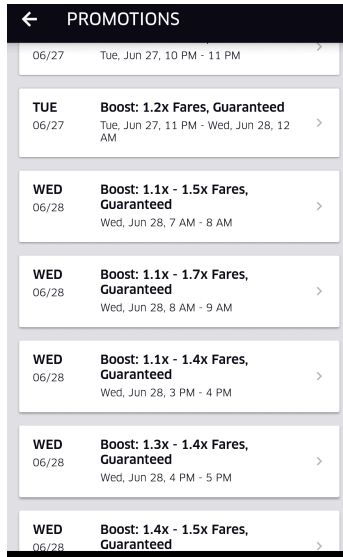 PROMOTIONS
06/27
Tue, Jun 27, 10 PM - 11 PM
TUE
Boost: 1.2x Fares, Guaranteed
06/27
Tue, Jun 27, 11 PM - Wed, Jun 28, 12
AM
WED
Boost: 1.1x - 1.5x Fares,
Guaranteed
06/28
Wed, Jun 28, 7 AM - 8 AM
WED
Boost: 1.1x - 1.7x Fares,
Guaranteed
06/28
Wed, Jun 28, 8 AM - 9 AM
WED
Boost: 1.1x - 1.4x Fares,
Guaranteed
06/28
Wed, Jun 28, 3 PM - 4 PM
WED
Boost: 1.3x - 1.4x Fares,
Guaranteed
06/28
Wed, Jun 28, 4 PM - 5 PM
WED
Boost: 1.4x - 1.5x Fares,
Guaranteed
06/28